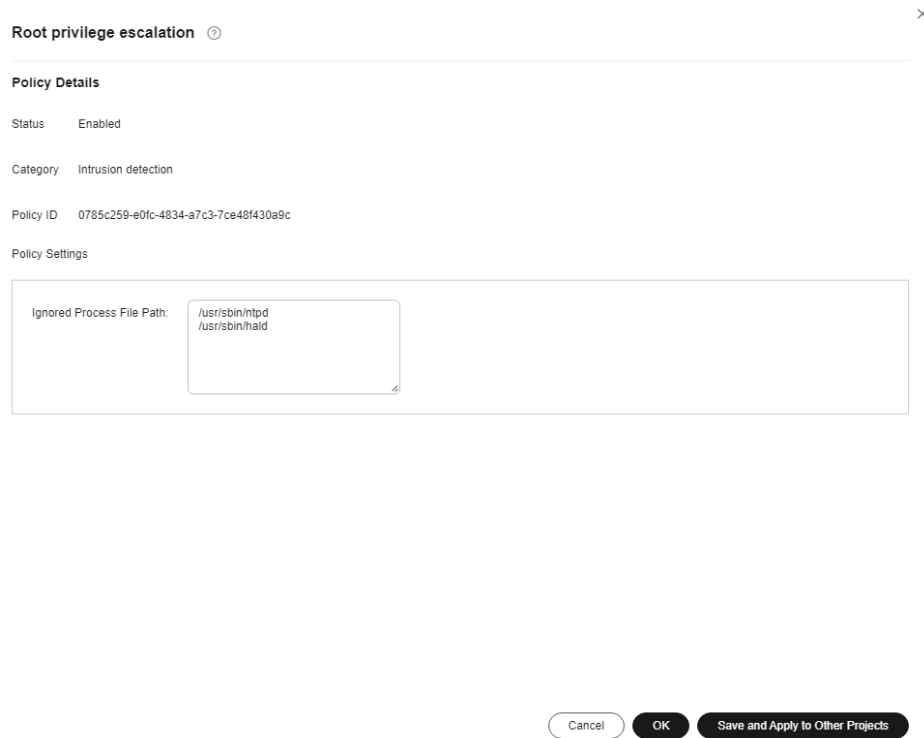 Root privilege escalation
Policy Details
Status Enabled
Category Intrusion detection
Policy ID 0785c259-e0fc-4834-a7c3-7ce48f430a9c
Policy Settings
Ignored Process File Path: /usr/sbin/ntpd
/usr/sbin/hald
Cancel OK Save and Apply to Other Projects